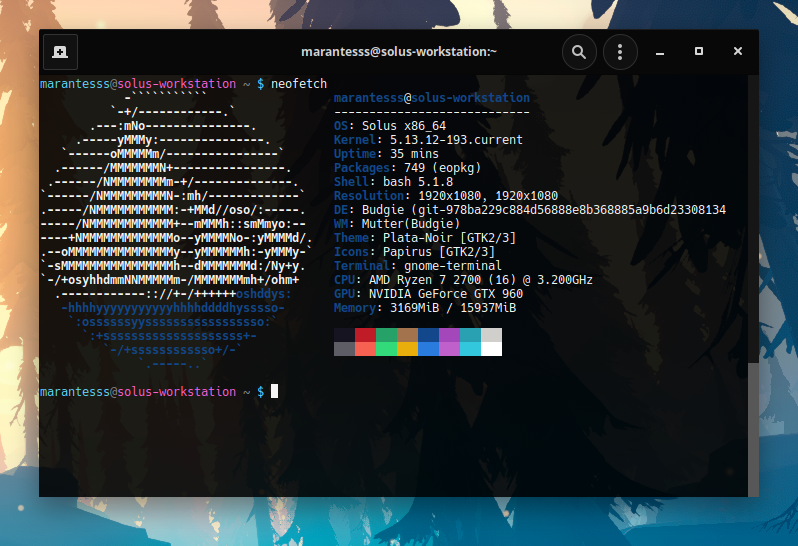 marantesss@solus-workstation:~
marantesss@solus-workstation ~ $ neofetch
marantesss@solus-workstation
----------------------------
OS: Solus x86_64
Kernel: 5.13.12-193.current
Uptime: 35 mins
Packages: 749 (eopkg)
Shell: bash 5.1.8
Resolution: 1920x1080, 1920x1080
DE: Budgie (git-978ba229c884d56888e8b368885a9b6d23308134
WM: Mutter(Budgie)
Theme: Plata-Noir [GTK2/3]
Icons: Papirus [GTK2/3]
Terminal: gnome-terminal
CPU: AMD Ryzen 7 2700 (16) @ 3.200GHz
GPU: NVIDIA GeForce GTX 960
Memory: 3169MiB / 15937MiB
marantesss@solus-workstation ~ $